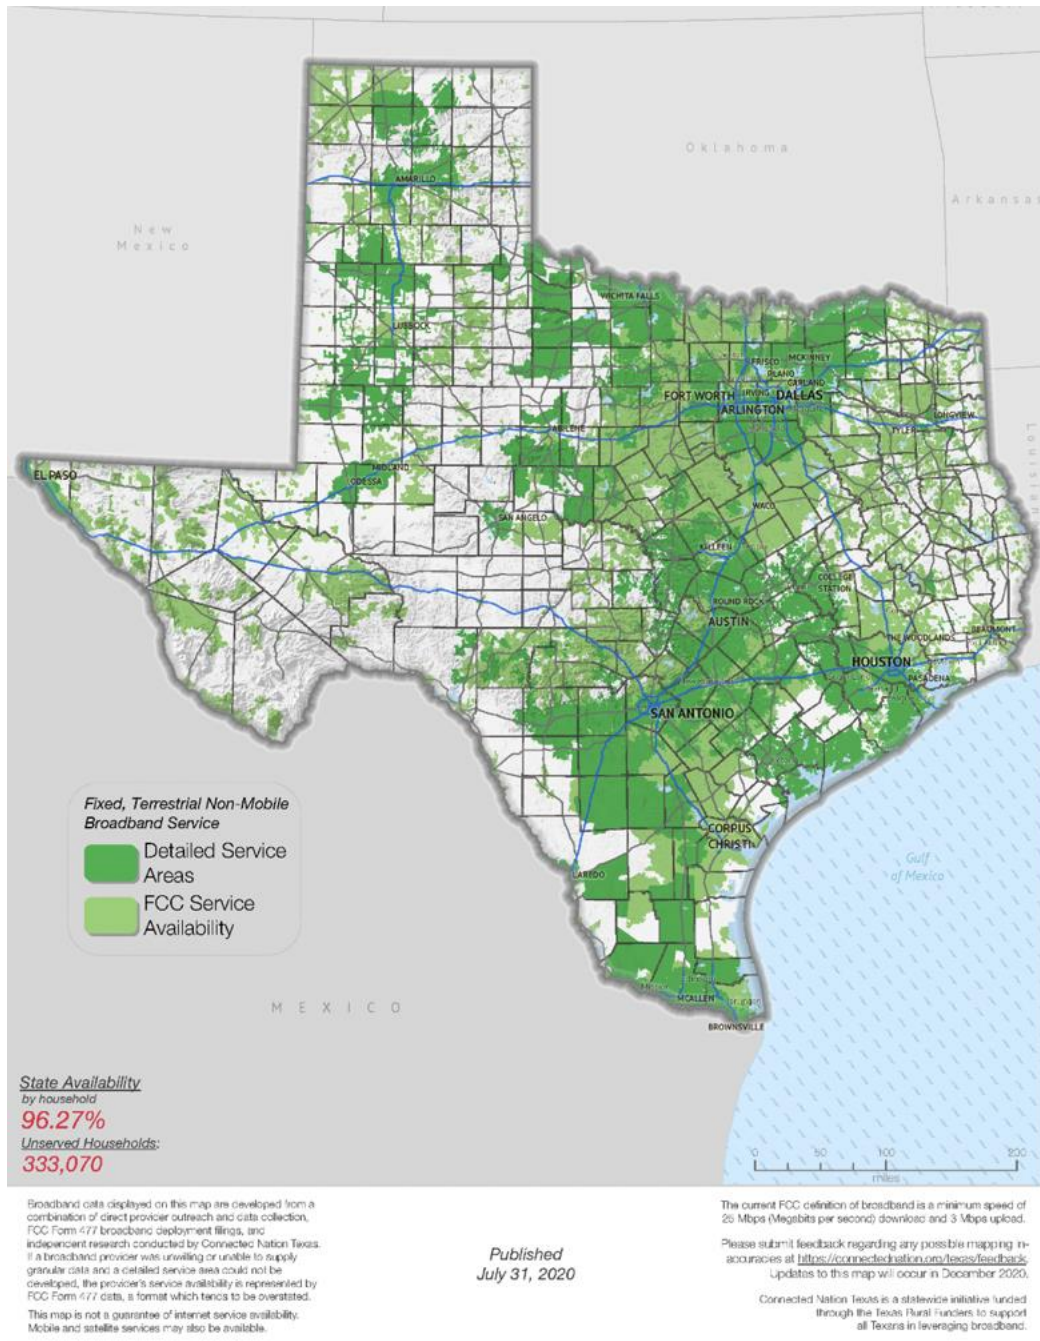 Oklahoma
Arkansas
New
Mexico
AMARILLO
LUBBOCK
WICHITA FALLS
FRISCO
MCKINNEY
PLANO
GARLAND
FORT WORTH
IRVING
DALLAS
ARLINGTON
ABILENE
TYLER
LONGVIEW
Louisiana
EL PASO
MIDLAND
ODESSA
SAN ANGELO
WACO
KILLEEN
COLLEGE
STATION
ROUND ROCK
AUSTIN
THE WOODLANDS
BEAUMONT
HOUSTON
PASADENA
SAN ANTONIO
Fixed, Terrestrial Non-Mobile
Broadband Service
Detailed Service
Areas
FCC Service
Availability
CORPUS
CHRISTI
LAREDO
Gulf
of Mexico
MCALLEN
BROWNSVILLE
MEXICO
State Availability
by household
96.27%
Unserved Households:
333,070
0 50 100 200
miles
Broadband data displayed on this map are developed from a
combination of direct provider outreach and data collection,
FCC Form 477 broadband deployment filings, and
independent research conducted by Connected Nation Texas.
If a broadband provider was unwilling or unable to supply
granular data and a detailed service area could not be
developed, the provider's service availability is represented by
FCC Form 477 data, a format which tends to be overstated.
This map is not a guarantee of internet service availability.
Mobile and satellite services may also be available.
Published
July 31, 2020
The current FCC definition of broadband is a minimum speed of
25 Mbps (Megabits per second) download and 3 Mbps upload.
Please submit feedback regarding any possible mapping in-
accuracies at https://connectednation.org/texas/feedback.
Updates to this map will occur in December 2020.
Connected Nation Texas is a statewide initiative funded
through the Texas Rural Funders to support
all Texans in leveraging broadband.